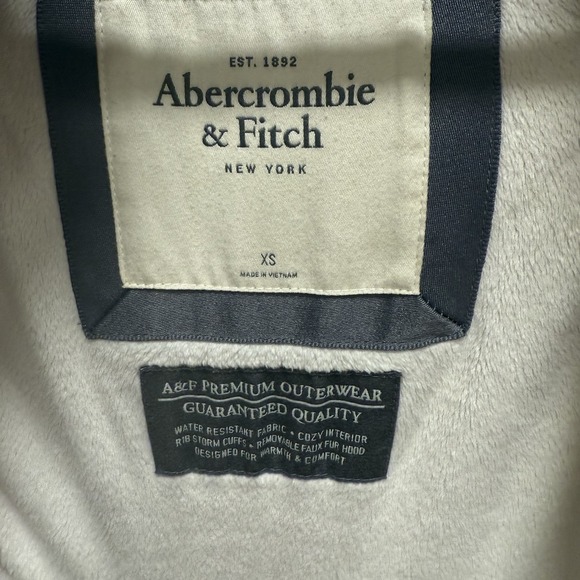 EST. 1892
Abercrombie
& Fitch
NEW YORK
XS
MADE IN VIETNAM
A&F PREMIUM OUTERWEAR
GUARANTEED QUALITY
WATER RESISTANT FABRIC • COZY INTERIOR
RIB STORM CUFFS • REMOVABLE FAUX FUR HOOD
DESIGNED FOR WARMTH & COMFORT